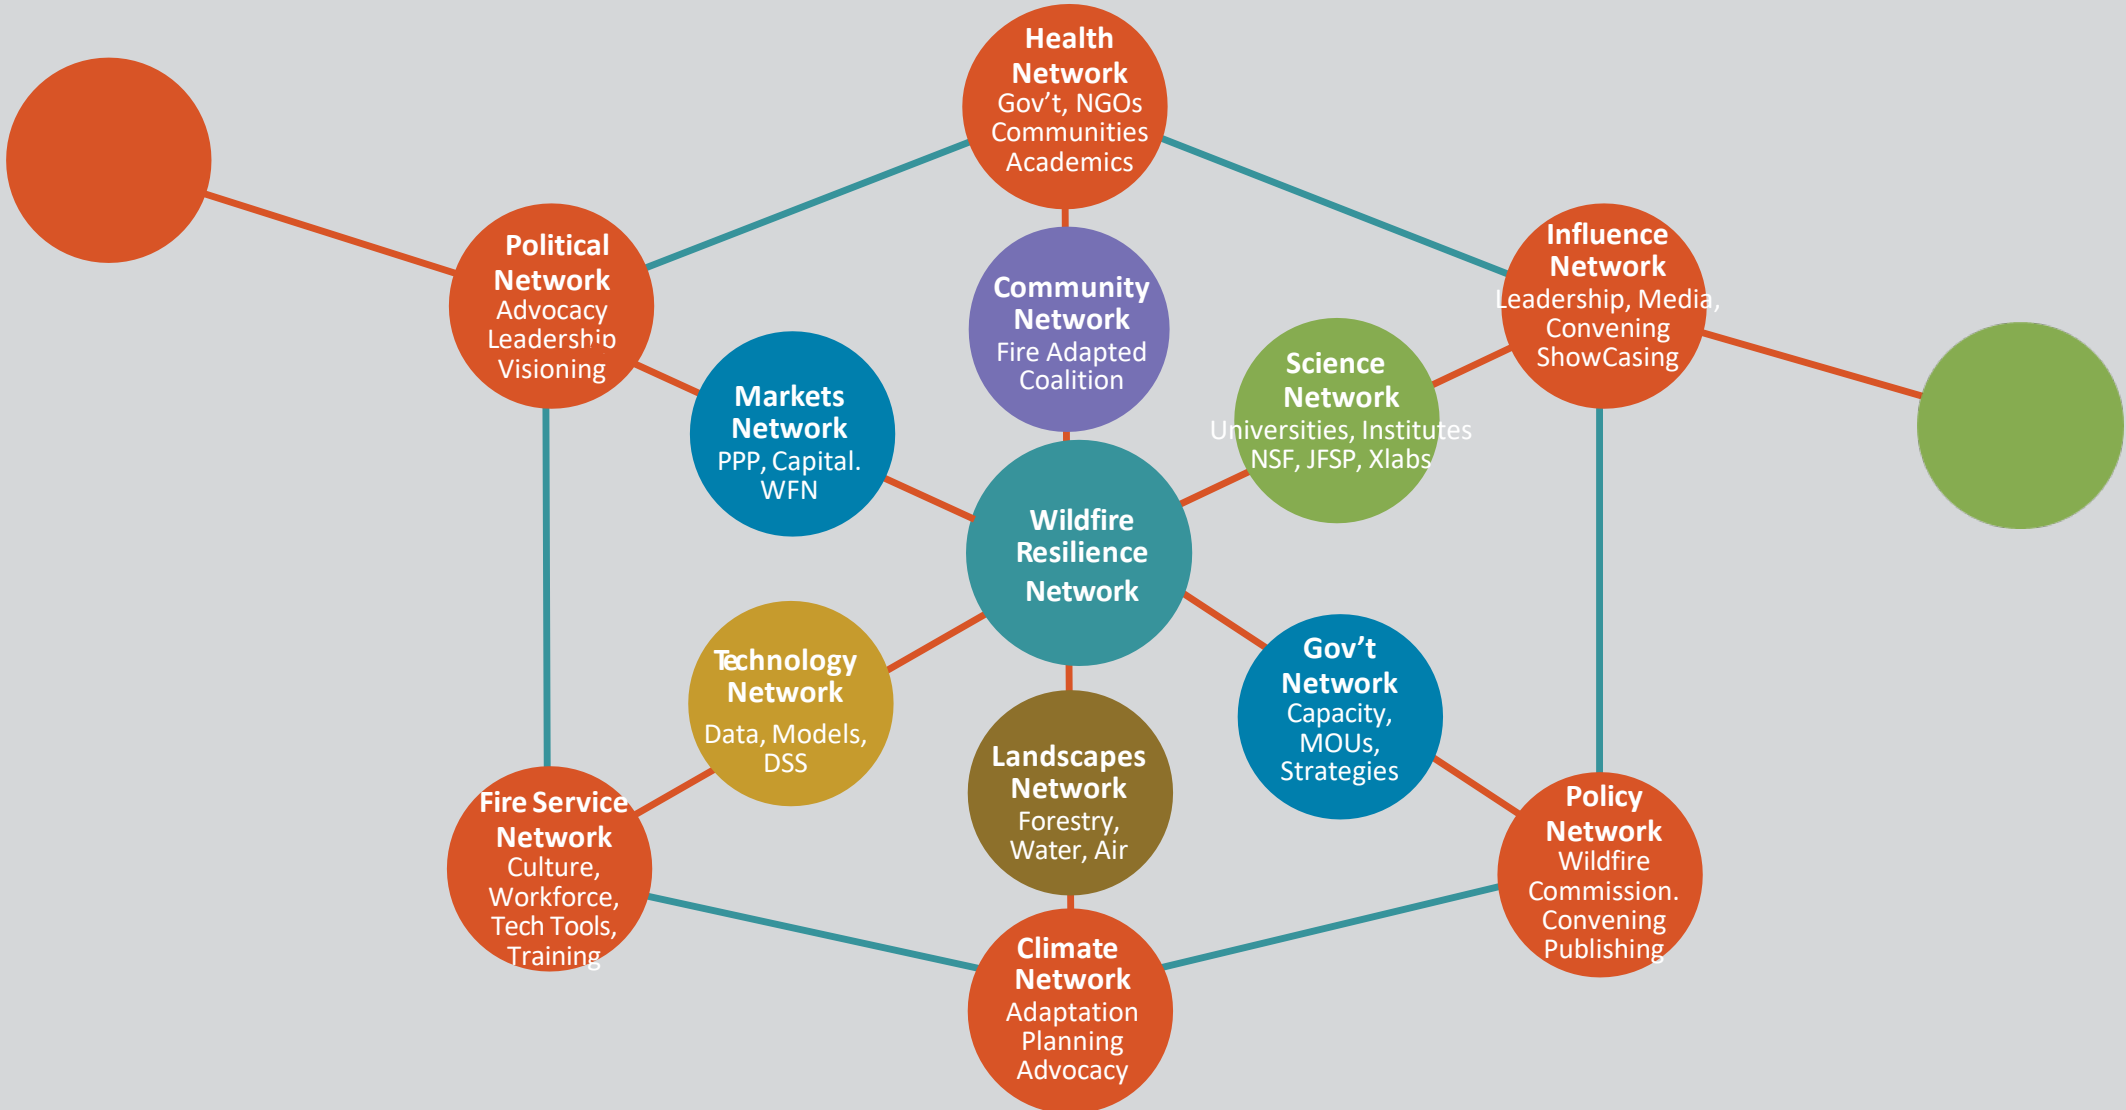 Health
Network
Gov’t, NGOs
Communities
Academics
Political
Network
Advocacy
Leadership
Visioning
Influence
Network
Leadership, Media,
Convening
ShowCasing
Community
Network
Fire Adapted
Coalition
Markets
Network
PPP, Capital.
WFN
Science
Network
Universities, Institutes
NSF, JFSP, Xlabs
Wildfire
Resilience
Network
Technology
Network
Data, Models,
DSS
Gov’t
Network
Capacity,
MOUs,
Strategies
Landscapes
Network
Forestry,
Water, Air
Fire Service
Network
Culture,
Workforce,
Tech Tools,
Training
Policy
Network
Wildfire
Commission.
Convening
Publishing
Climate
Network
Adaptation
Planning
Advocacy